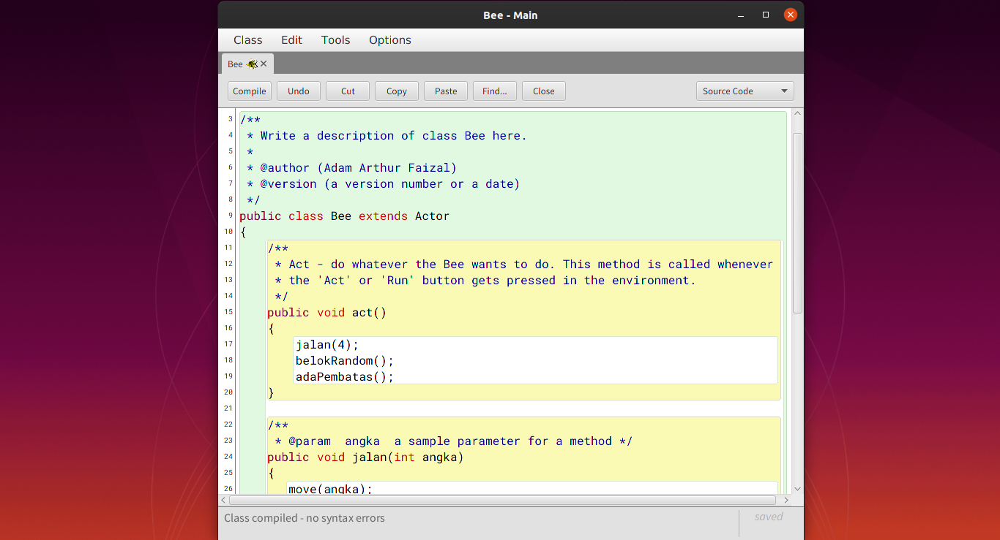 Bee - Main
Class Edit Tools Options
Bee
Compile Undo Cut Copy Paste Find... Close Source Code
3 /**
4 * Write a description of class Bee here.
5 *
6 * @author (Adam Arthur Faizal)
7 * @version (a version number or a date)
8 */
9 public class Bee extends Actor
10 {
11 /**
12 * Act - do whatever the Bee wants to do. This method is called whenever
13 * the 'Act' or 'Run' button gets pressed in the environment.
14 */
15 public void act()
16 {
17 jalan(4);
18 belokRandom();
19 adaPembatas();
20 }
21
22 /**
23 * @param angka a sample parameter for a method */
24 public void jalan(int angka)
25 {
26 move(angka);
Class compiled - no syntax errors
saved